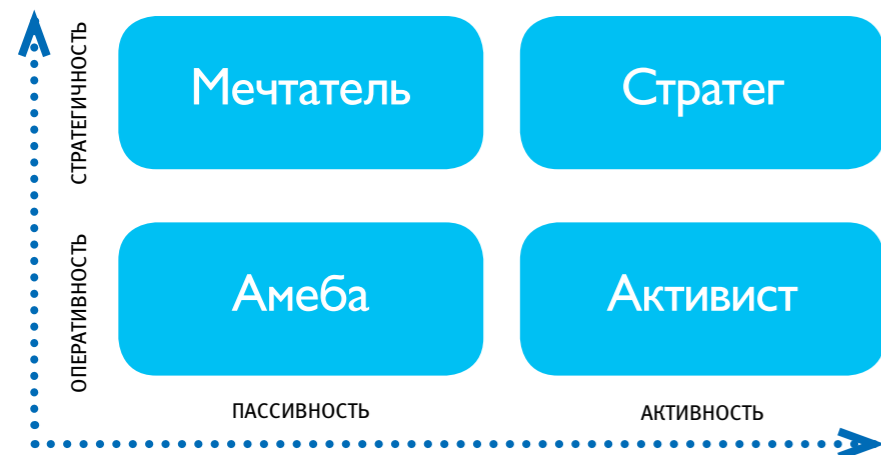 СТРАТЕГИЧНОСТЬ
Мечтатель
Стратег
ОПЕРАТИВНОСТЬ
Амеба
Активист
ПАССИВНОСТЬ
АКТИВНОСТЬ